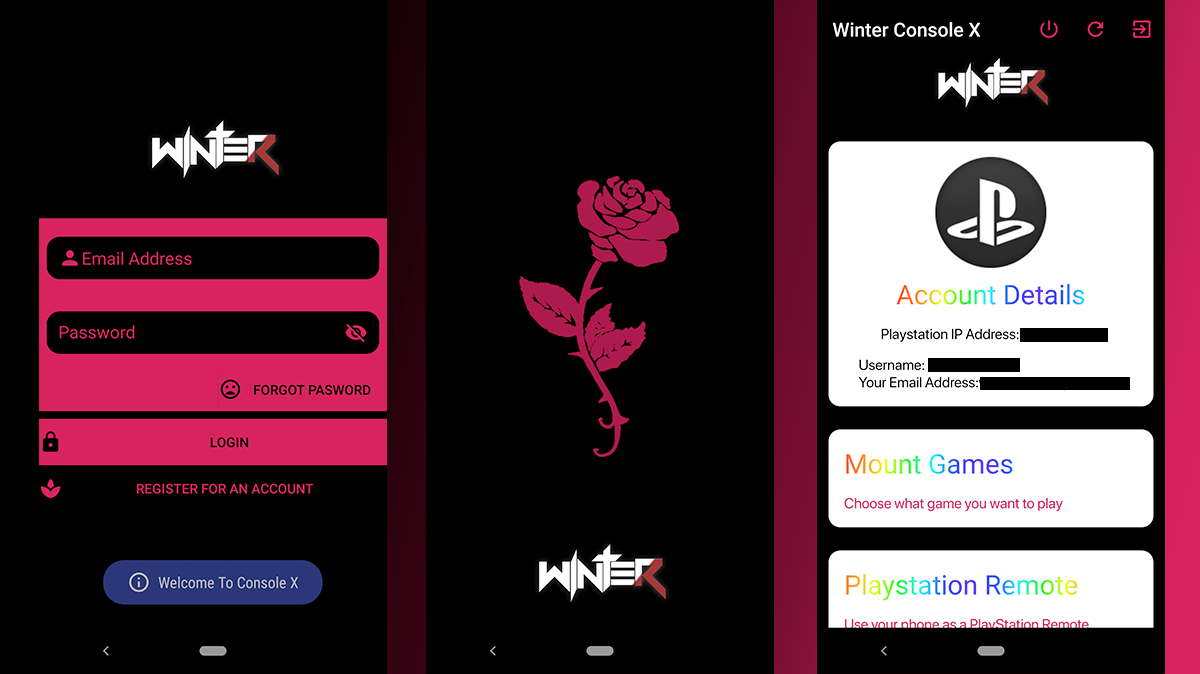 WINTER
Email Address
Password
FORGOT PASWORD
LOGIN
REGISTER FOR AN ACCOUNT
Welcome To Console X
WINTER
Winter Console X
WINTER
Account Details
Playstation IP Address:
Username:
Your Email Address:
Mount Games
Choose what game you want to play
Playstation Remote
Use your phone as a PlayStation Remote